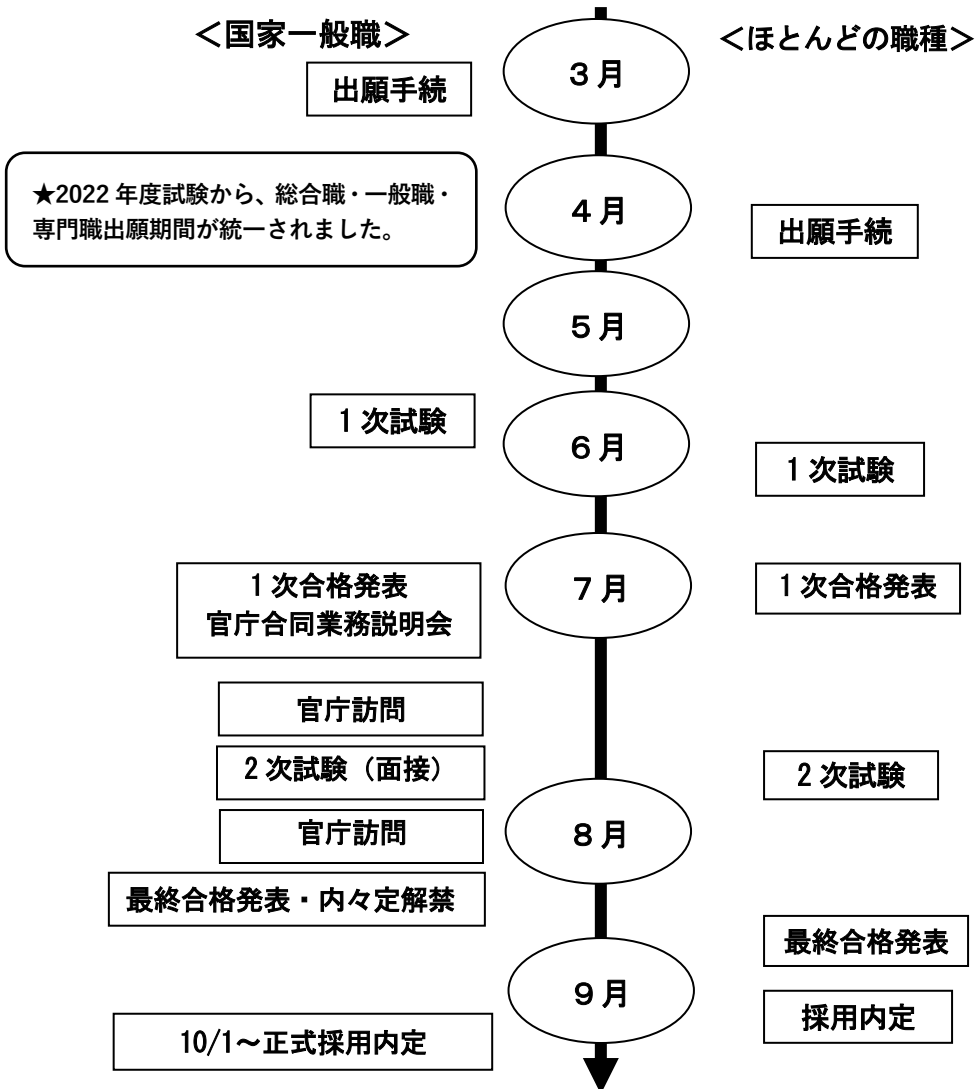 ＜国家一般職＞
＜ほとんどの職種＞
３月
出願手続
★2022 年度試験から、総合職・一般職・
専門職出願期間が統一されました。
４月
出願手続
５月
１次試験
６月
１次試験
１次合格発表
官庁合同業務説明会
７月
１次合格発表
官庁訪問
２次試験（面接）
２次試験
官庁訪問
８月
最終合格発表・内々定解禁
最終合格発表
９月
採用内定
10/1～正式採用内定